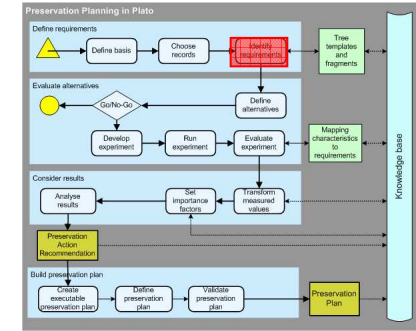 Preservation Planning in Plato
Define requirements
Define basis
Choose
records
Identify
requirements
Tree
templates
and
fragments
Evaluate alternatives
Go/No-Go
Define
alternatives
Develop
experiment
Run
experiment
Evaluate
experiment
Mapping
characteristics
to
requirements
Knowledge base
Consider results
Analyse
results
Set
importance
factors
Transform
measured
values
Preservation
Action
Recommendation
Build preservation plan
Create
executable
preservation plan
Define
preservation
plan
Validate
preservation
plan
Preservation
Plan